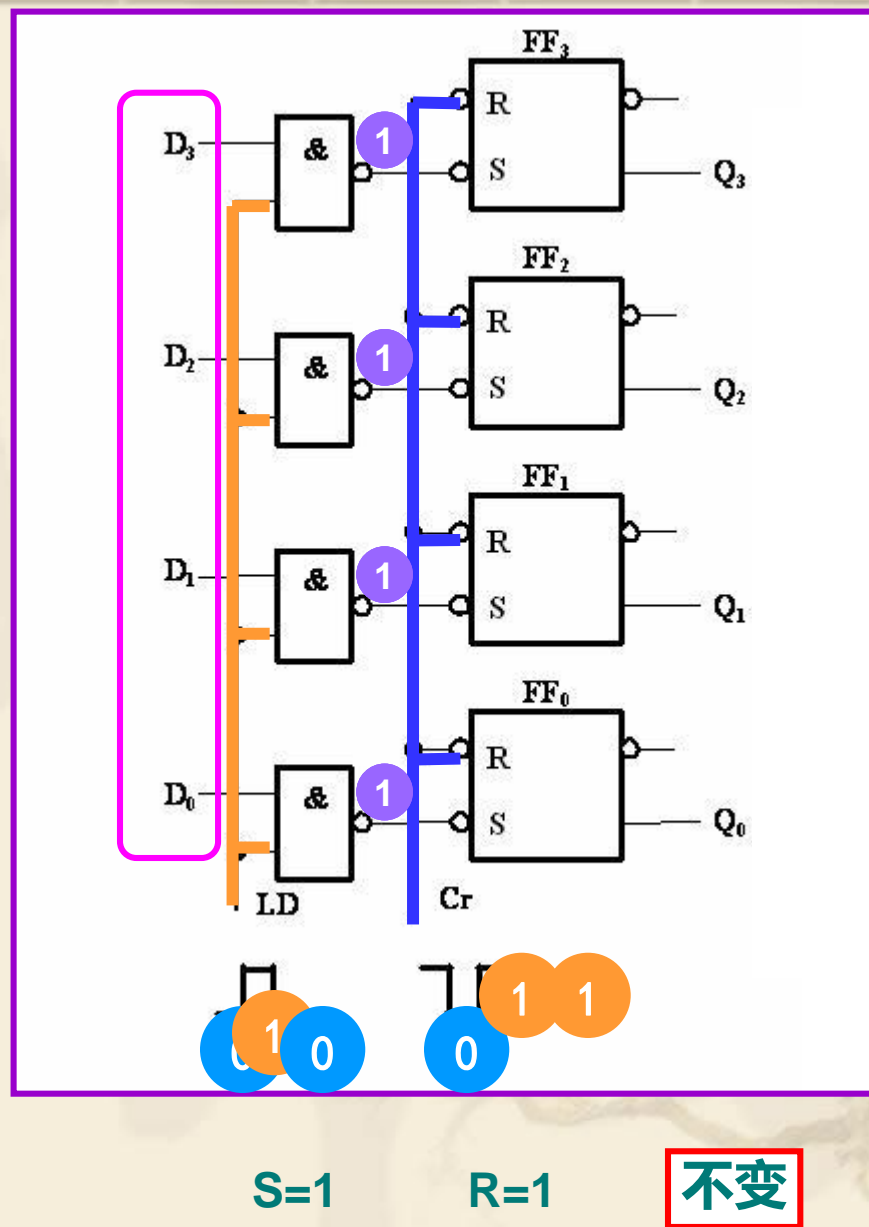 FF₃
D₃ & 1 R
S Q₃
FF₂
D₂ & 1 R
S Q₂
FF₁
D₁ & 1 R
S Q₁
FF₀
D₀ & 1 R
S Q₀
LD Cr
0 1 0 0 1 1
S=1 R=1 不变